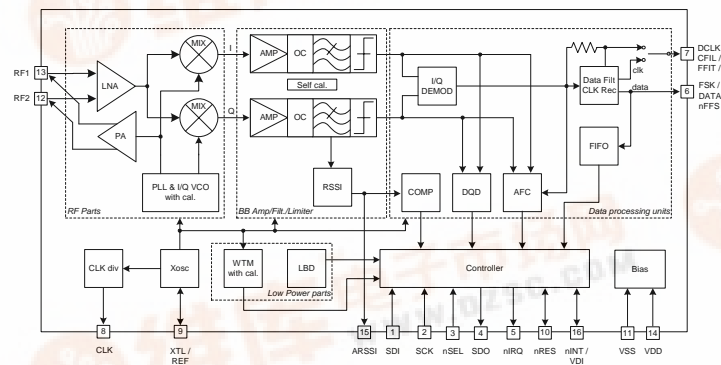 MIX
I
AMP
OC
Self cal.
I/Q
DEMOD
clk
Data Filt
CLK Rec
data
7
DCLK
CFIL /
FFIT /
6
FSK /
DATA
nFFS
RF1
13
LNA
RF2
12
PA
MIX
Q
AMP
OC
FIFO
PLL & I/Q VCO
with cal.
RSSI
COMP
DQD
AFC
RF Parts
BB Amp/Filt./Limiter
Data processing units
CLK div
Xosc
WTM
with cal.
LBD
Low Power parts
Controller
Bias
8
9
15
1
2
3
4
5
10
16
11
14
CLK
XTL /
REF
ARSSI
SDI
SCK
nSEL
SDO
nIRQ
nRES
nINT /
VDI
VSS
VDD